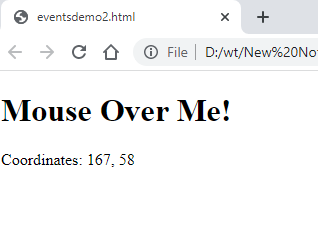 eventsdemo2.html
File | D:/wt/New%20No
Mouse Over Me!
Coordinates: 167, 58